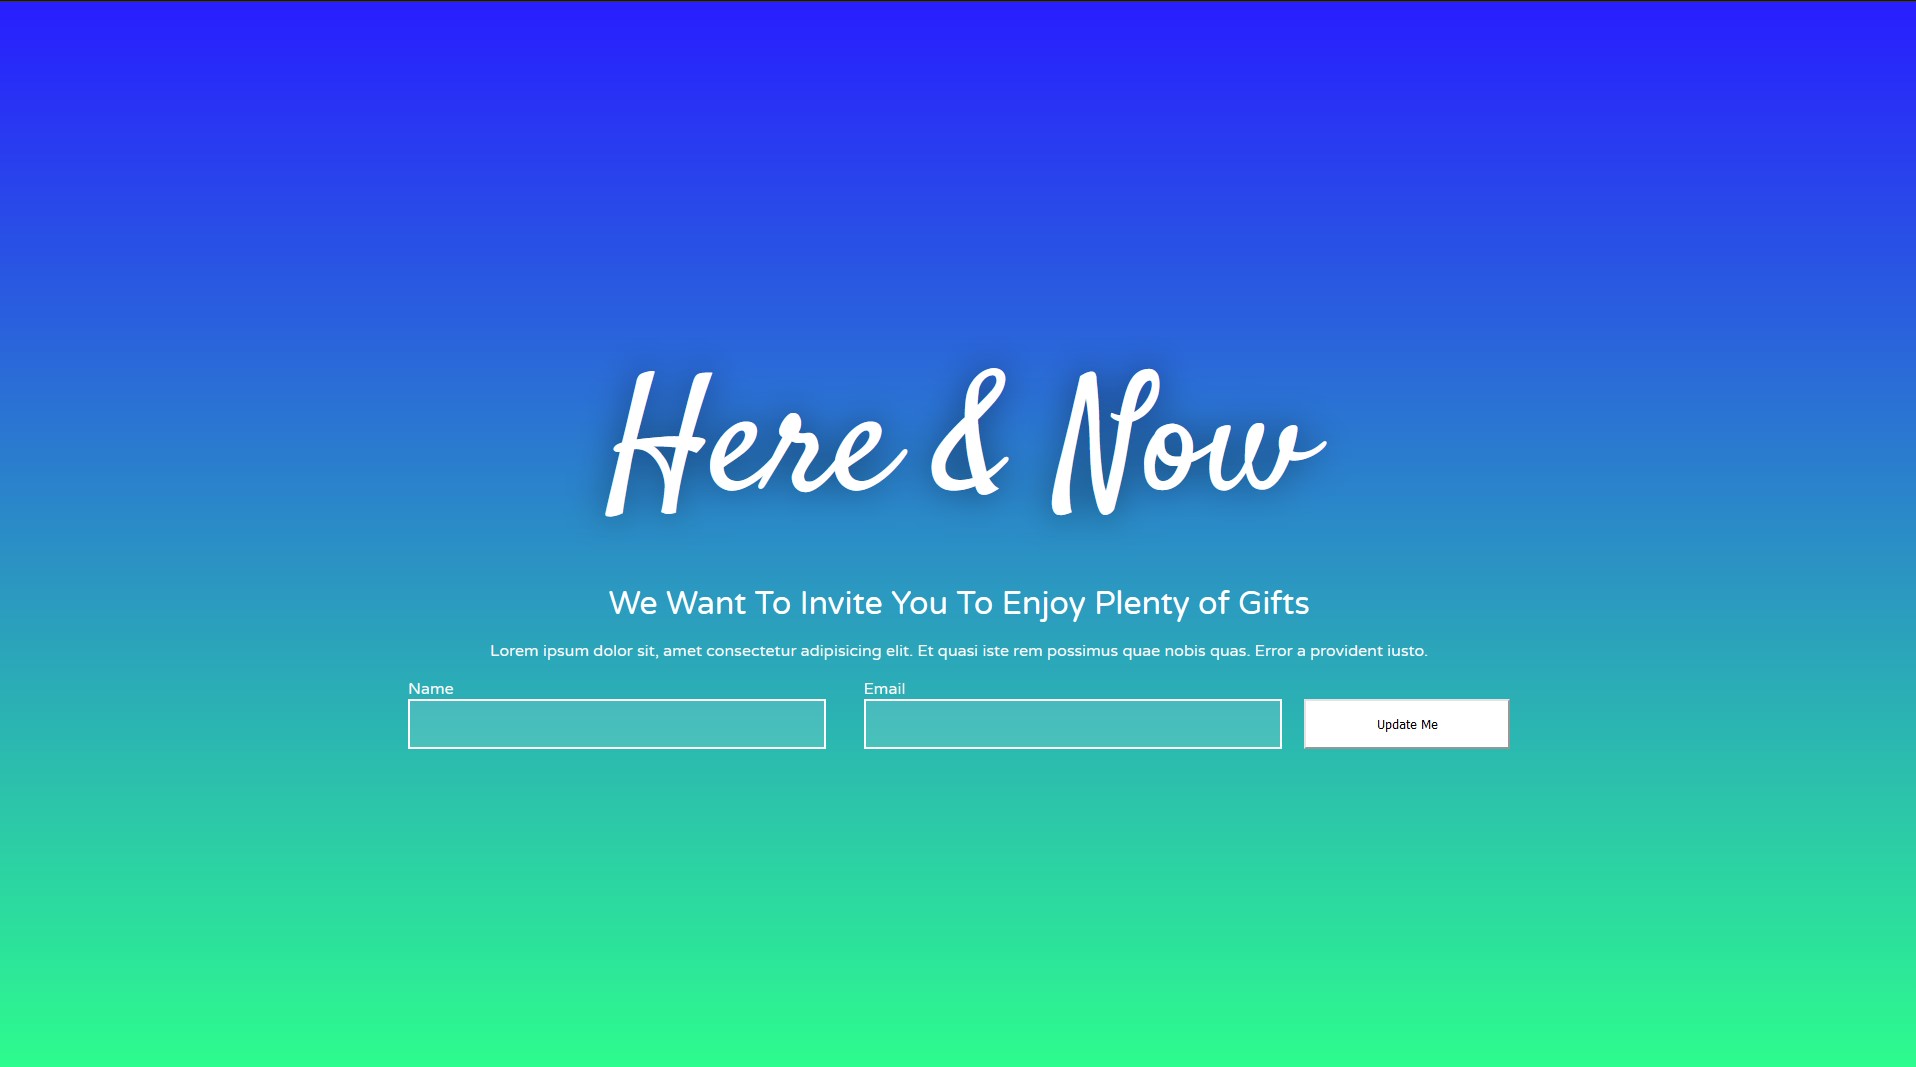 Here & Now
We Want To Invite You To Enjoy Plenty of Gifts
Lorem ipsum dolor sit, amet consectetur adipisicing elit. Et quasi iste rem possimus quae nobis quas. Error a provident iusto.
Name
Email
Update Me